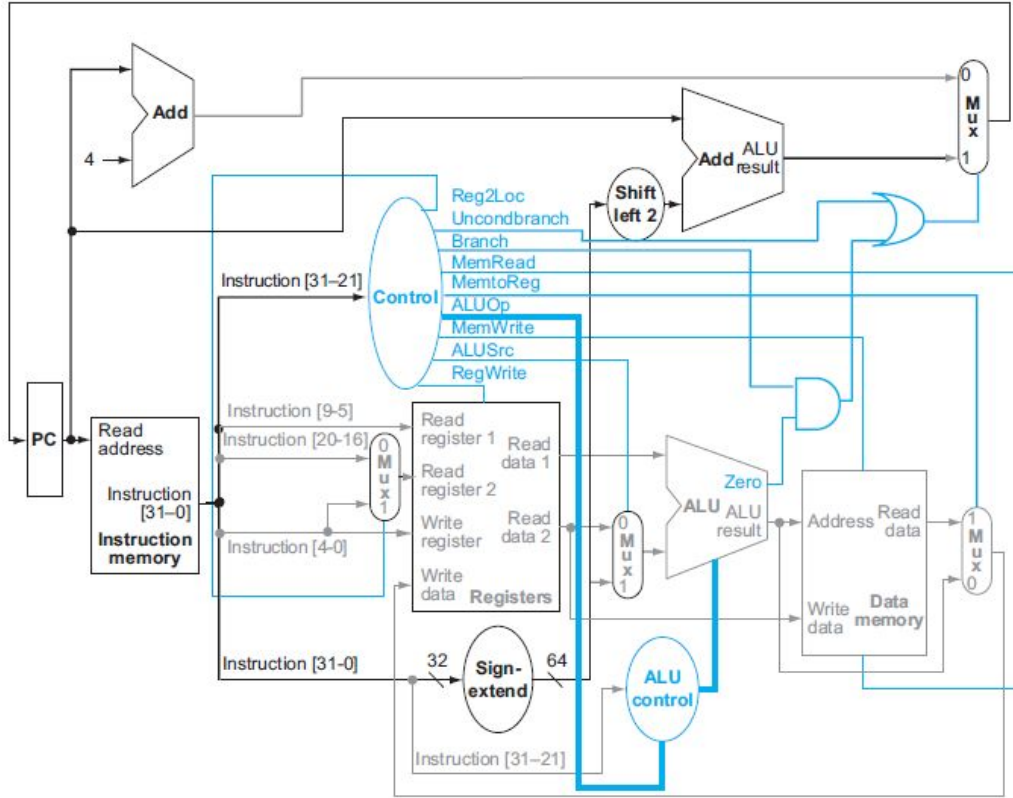 0
M
u
x
1
Add
4
Add
ALU
result
Shift
left 2
Reg2Loc
Uncondbranch
Branch
MemRead
MemtoReg
ALUOp
MemWrite
ALUSrc
RegWrite
Instruction [31–21]
Control
PC
Read
address
Instruction
[31–0]
Instruction
memory
Instruction [9-5]
Instruction [20-16]
0
M
u
x
1
Instruction [4-0]
Read
register 1
Read
register 2
Write
register
Write
data
Read
data 1
Read
data 2
Registers
0
M
u
x
1
Zero
ALU
ALU
result
Address
Read
data
Write
data
Data
memory
1
M
u
x
0
Instruction [31-0]
32
Sign-
extend
64
ALU
control
Instruction [31–21]